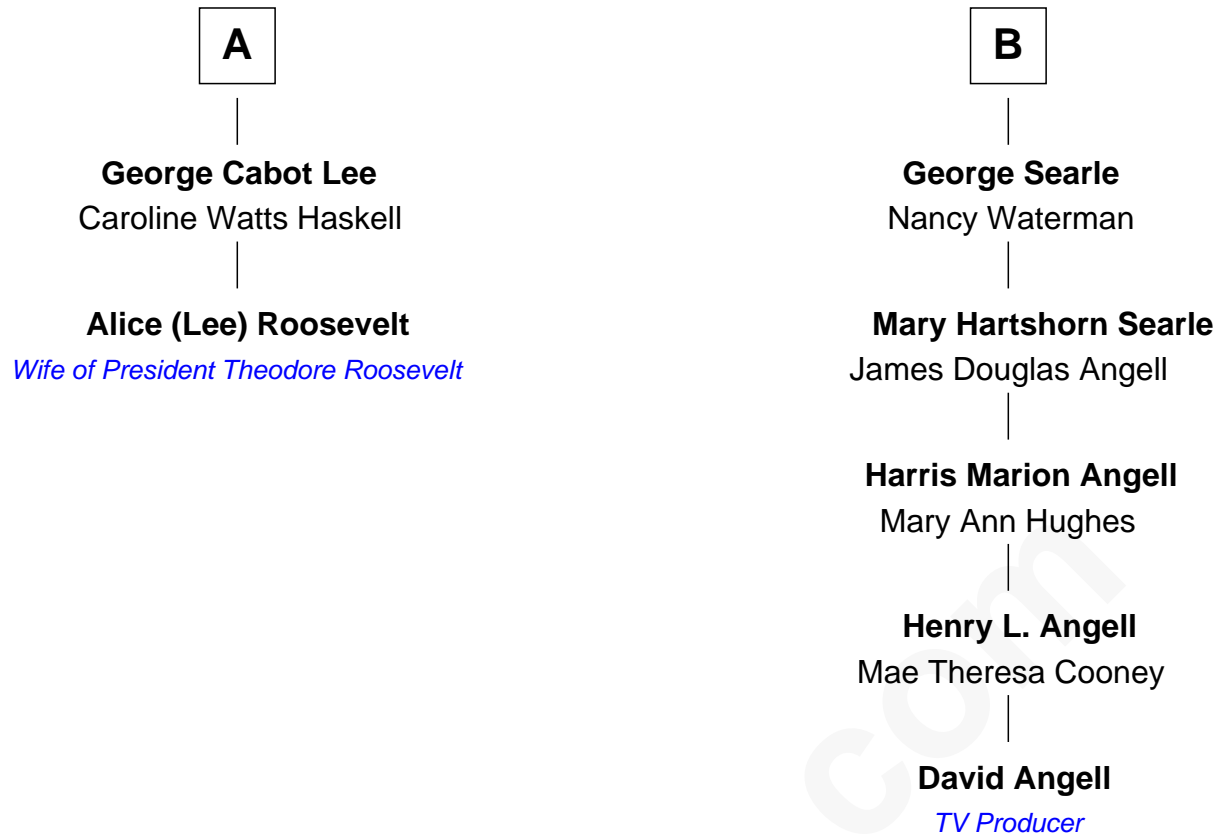 A
George Cabot Lee
Caroline Watts Haskell
Alice (Lee) Roosevelt
Wife of President Theodore Roosevelt
B
George Searle
Nancy Waterman
Mary Hartshorn Searle
James Douglas Angell
Harris Marion Angell
Mary Ann Hughes
Henry L. Angell
Mae Theresa Cooney
David Angell
TV Producer
com